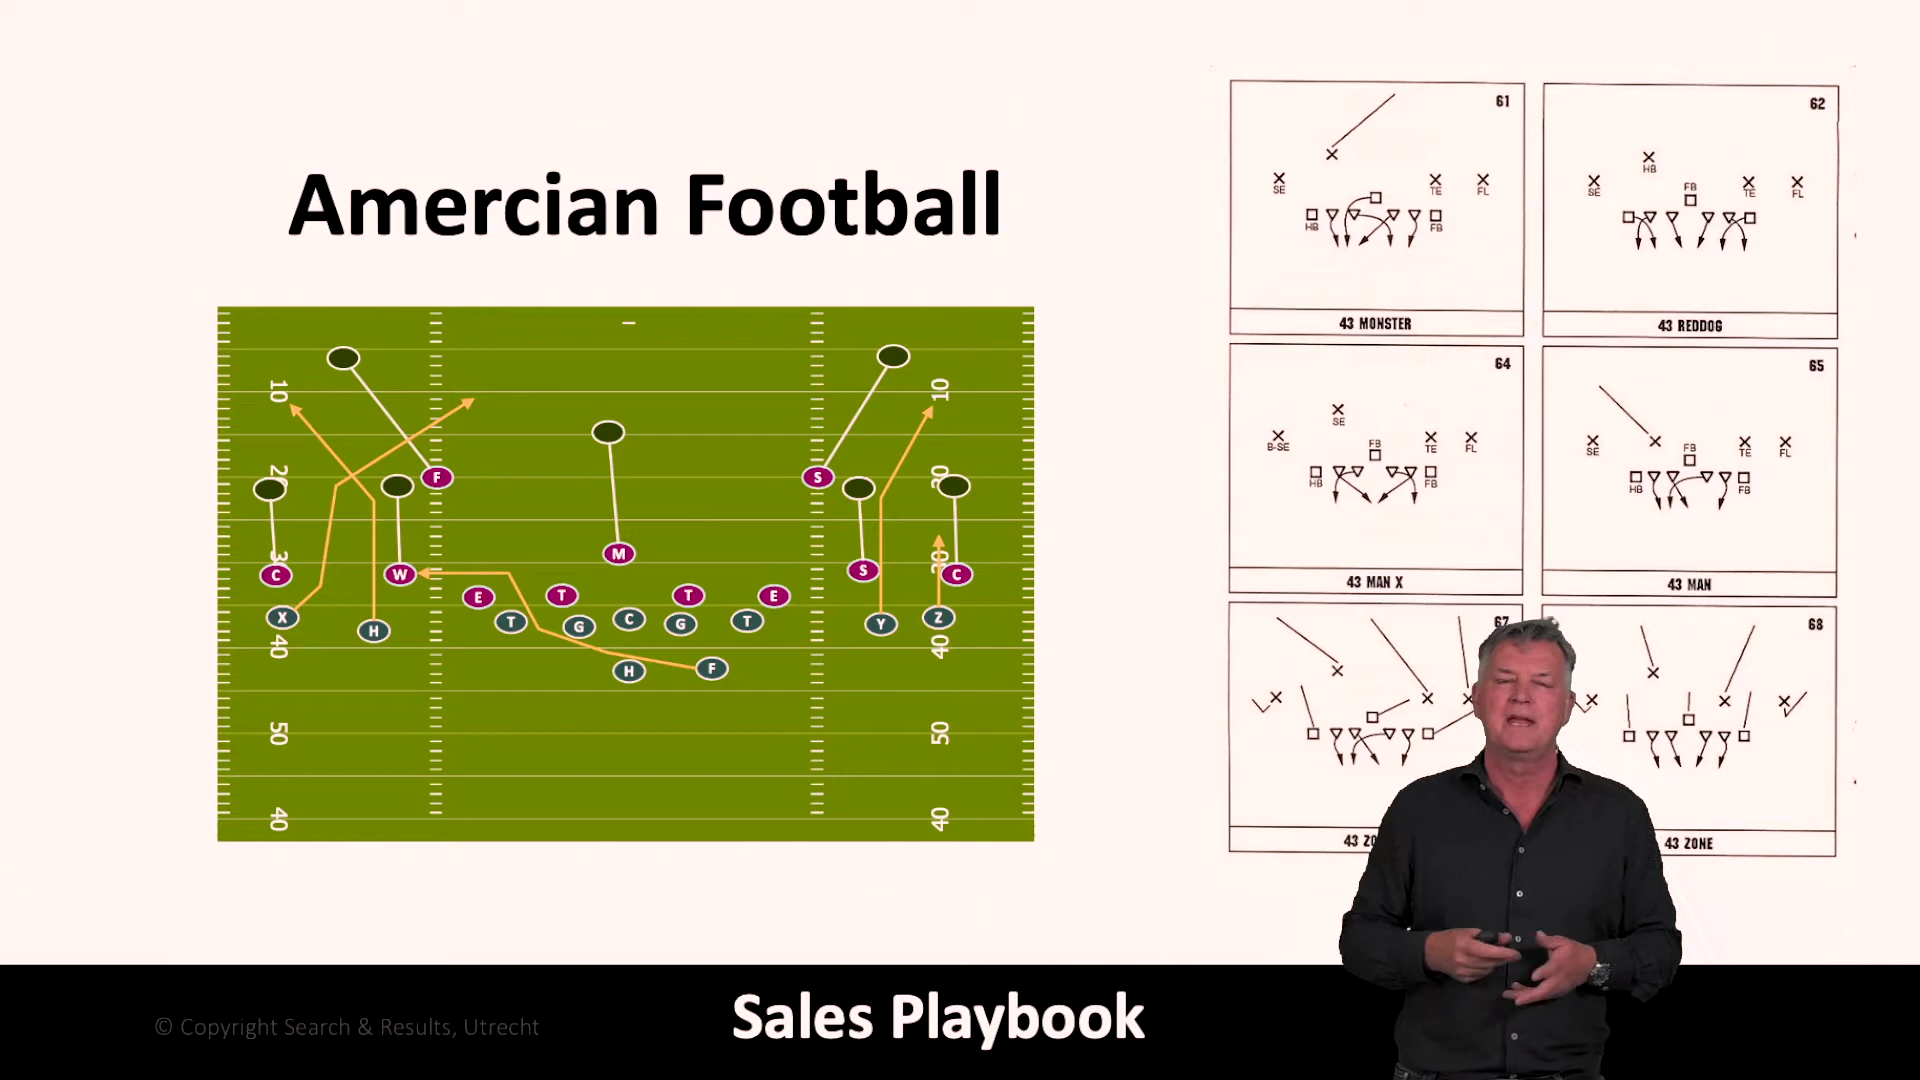 Amercian Football
10
10
20
20
F
S
M
30
30
C
W
S
C
E
T
T
E
X
H
T
G
C
G
T
Y
Z
40
40
H
F
50
50
40
40
61
SE
TE
FL
HB
FB
43 MONSTER
62
HB
SE
FB
TE
FL
43 REDDOG
64
SE
B-SE
FB
TE
FL
HB
FB
43 MAN X
65
SE
FB
TE
FL
HB
FB
43 MAN
67
68
43 ZONE
Sales Playbook
© Copyright Search & Results, Utrecht